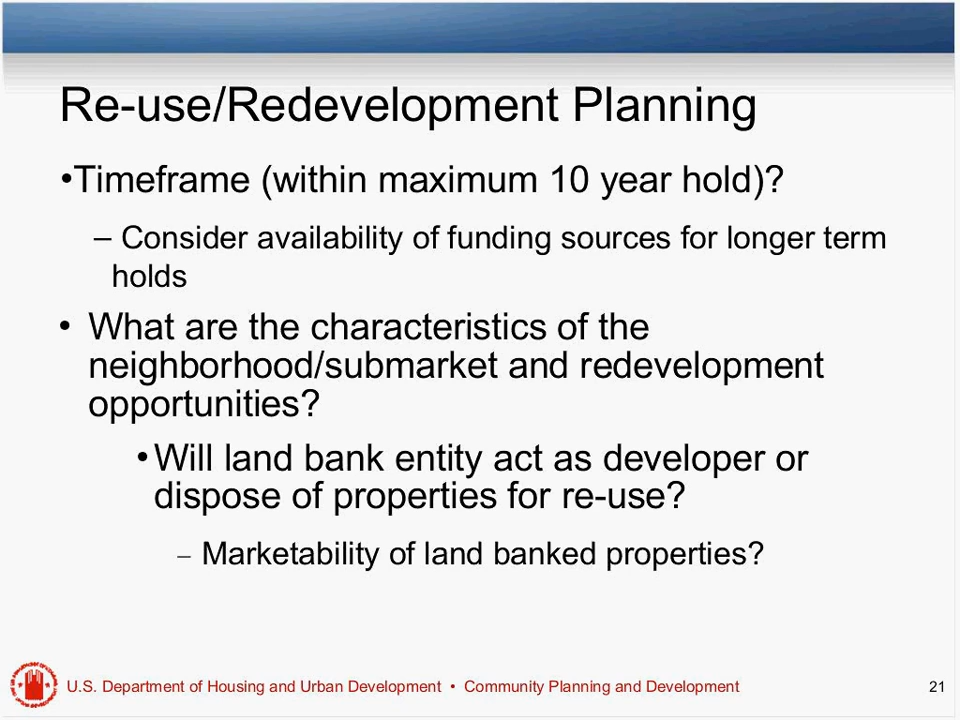 Re-use/Redevelopment Planning
•Timeframe (within maximum 10 year hold)?
– Consider availability of funding sources for longer term
holds
• What are the characteristics of the
neighborhood/submarket and redevelopment
opportunities?
• Will land bank entity act as developer or
dispose of properties for re-use?
– Marketability of land banked properties?
U.S. Department of Housing and Urban Development • Community Planning and Development 21